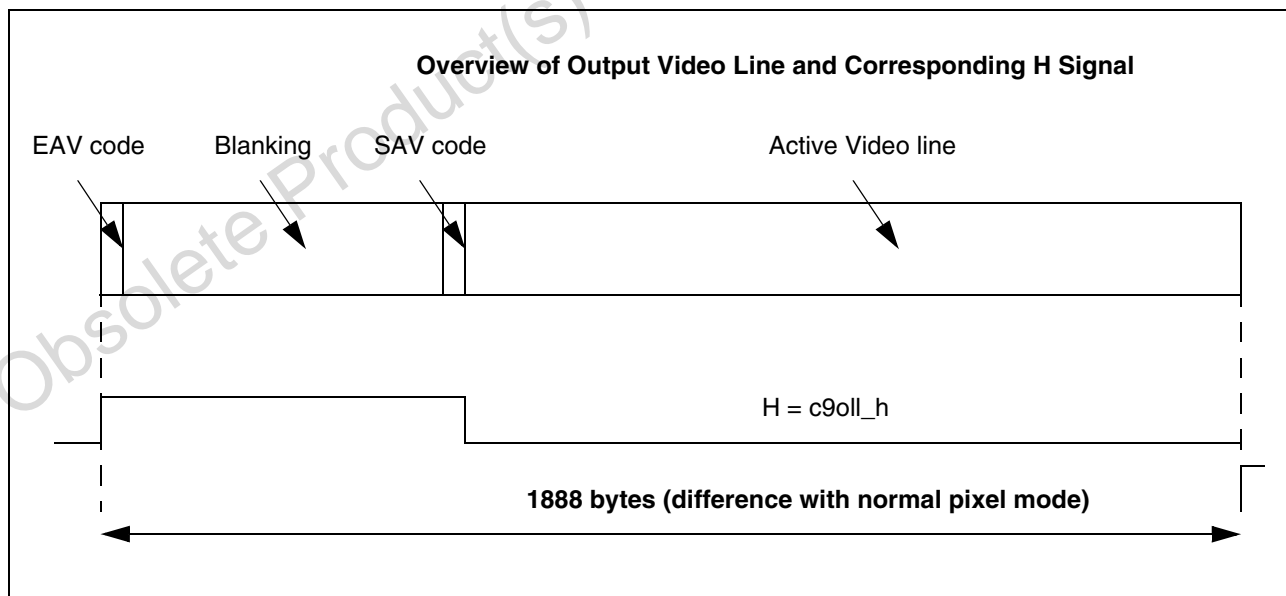 Overview of Output Video Line and Corresponding H Signal
EAV code
Blanking
SAV code
Active Video line
H = c9oll_h
1888 bytes (difference with normal pixel mode)
Obsolete Product(s)